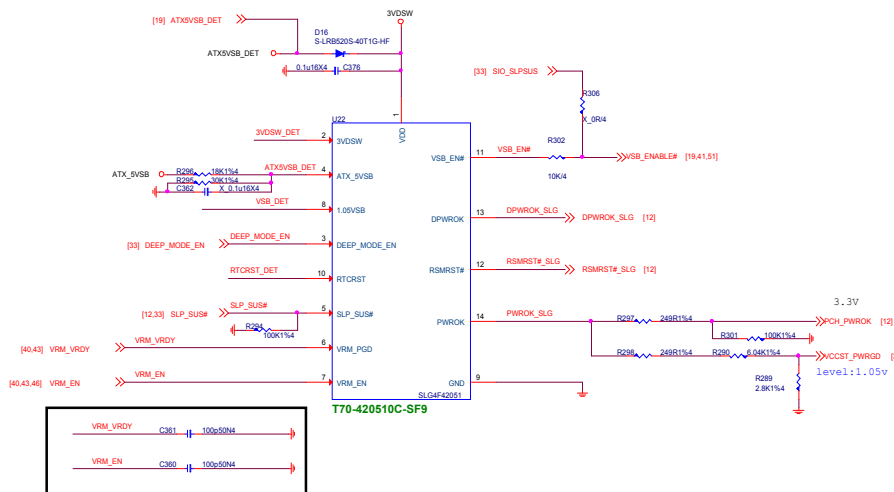 3VDSW
[19] ATX5VSB_DET
D16
S-LRB520S-40T1G-HF
ATX5VSB_DET
0.1u16X4 C376
[33] SIO_SLPSUS
R306
X_0R/4
1
U22
VDD
3VDSW_DET 2 3VDSW
VSB_EN# 11 VSB_EN# R302 VSB_ENABLE# [19,41,51]
10K/4
ATX_5VSB R296 18K1%4 ATX5VSB_DET 4 ATX_5VSB
R295 30K1%4
C362 X_0.1u16X4
VSB_DET 8 1.05VSB
DPWROK 13 DPWROK_SLG DPWROK_SLG [12]
[33] DEEP_MODE_EN DEEP_MODE_EN 3 DEEP_MODE_EN
RSMRST# 12 RSMRST#_SLG RSMRST#_SLG [12]
RTCRST_DET 10 RTCRST
[12,33] SLP_SUS# SLP_SUS# 5 SLP_SUS#
R294
100K1%4
PWROK 14 PWROK_SLG R297 249R1%4 3.3V PCH_PWROK [12]
R301 100K1%4
[40,43] VRM_VRDY VRM_VRDY 6 VRM_PGD
R298 249R1%4 R290 6.04K1%4 VCCST_PWRGD [
level:1.05v
R289
2.8K1%4
[40,43,46] VRM_EN VRM_EN 7 VRM_EN
GND 9
SLG4F42051
T70-420510C-SF9
VRM_VRDY C361 100p50N4
VRM_EN C360 100p50N4